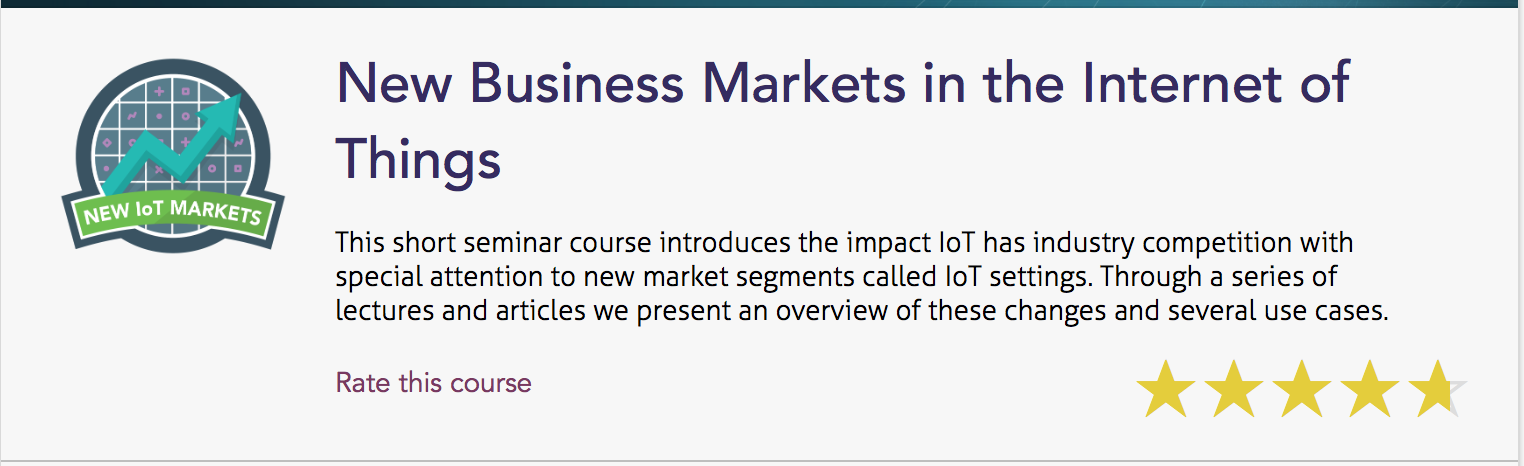 New Business Markets in the Internet of
Things
NEW IoT MARKETS
This short seminar course introduces the impact IoT has industry competition with
special attention to new market segments called IoT settings. Through a series of
lectures and articles we present an overview of these changes and several use cases.
Rate this course